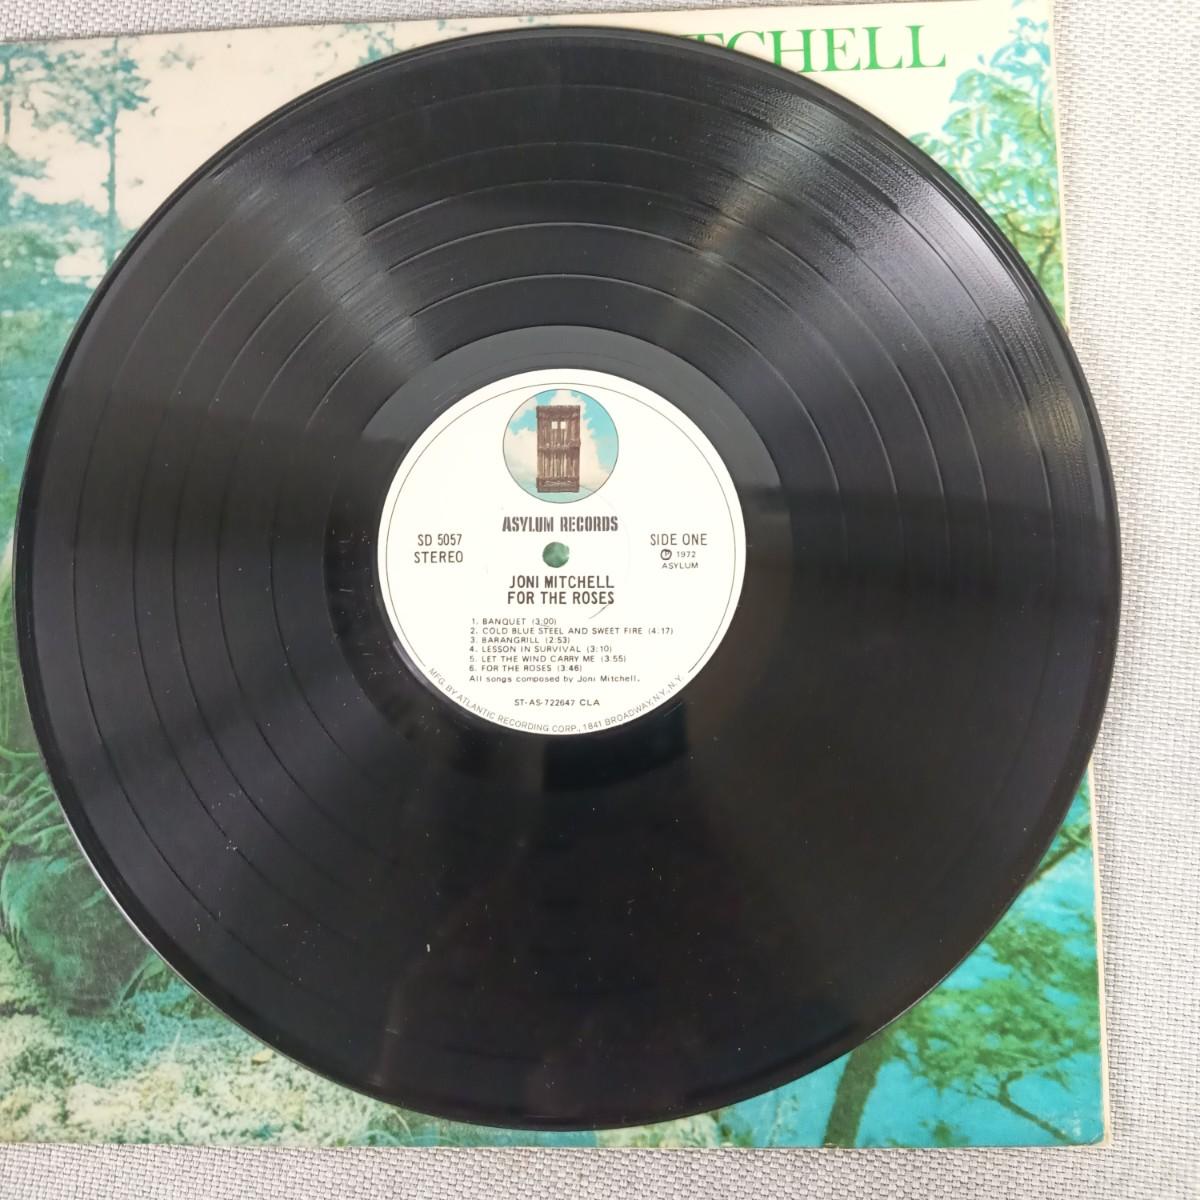 TCHELL
ASYLUM RECORDS
SD 5057
STEREO
SIDE ONE
Ⓟ 1972
ASYLUM
JONI MITCHELL
FOR THE ROSES
1. BANQUET (3:00)
2. COLD BLUE STEEL AND SWEET FIRE (4:17)
3. BARANGRILL (2:53)
4. LESSON IN SURVIVAL (3:10)
5. LET THE WIND CARRY ME (3.55)
6. FOR THE ROSES (3.46)
All songs composed by Joni Mitchell.
ST-AS-722647 CLA
MFG. BY ATLANTIC RECORDING CORP., 1841 BROADWAY, N.Y., N.Y.